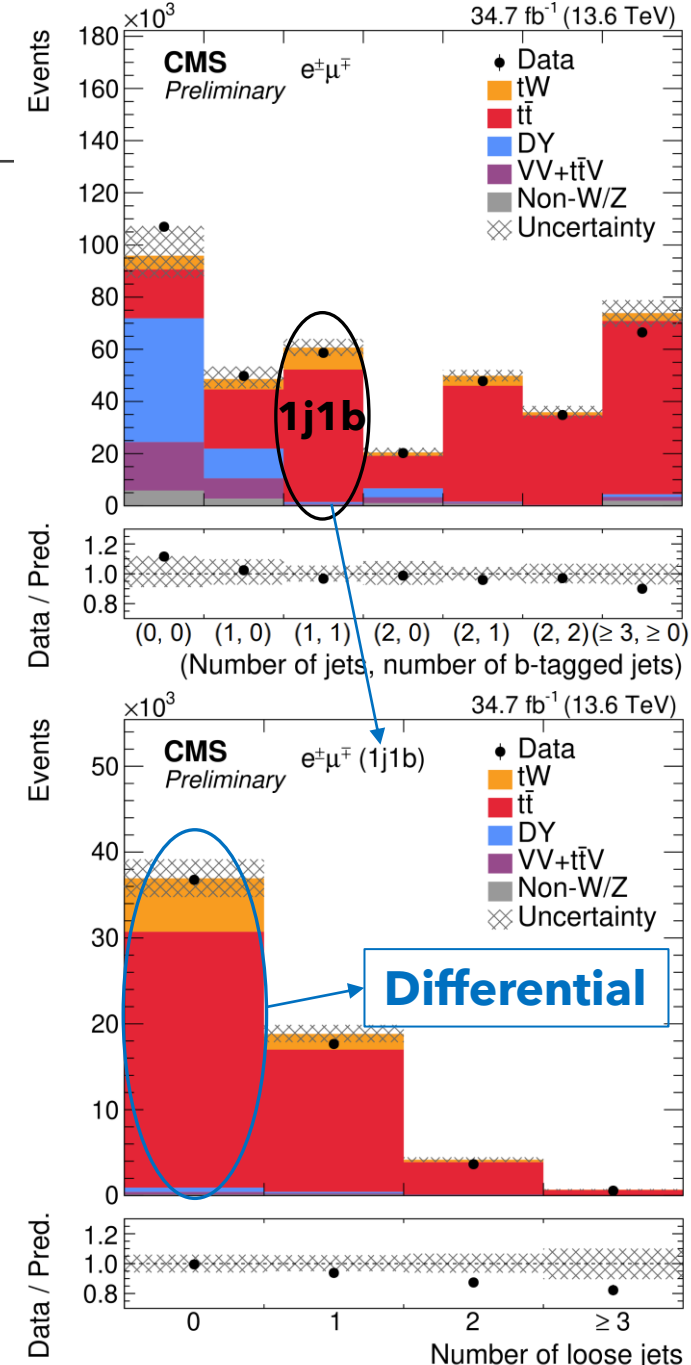 ×10³ 34.7 fb⁻¹ (13.6 TeV)
Events
180
160
140
120
100
80
60
40
20
0
CMS
Preliminary
e±μ∓
Data
tW
tt̄
DY
VV+tt̄V
Non-W/Z
Uncertainty
1j1b
Data / Pred.
1.2
1.0
0.8
(0, 0) (1, 0) (1, 1) (2, 0) (2, 1) (2, 2) (≥ 3, ≥ 0)
(Number of jets, number of b-tagged jets)
×10³ 34.7 fb⁻¹ (13.6 TeV)
Events
50
40
30
20
10
0
CMS
Preliminary
e±μ∓ (1j1b)
Data
tW
tt̄
DY
VV+tt̄V
Non-W/Z
Uncertainty
Differential
Data / Pred.
1.2
1.0
0.8
0 1 2 ≥ 3
Number of loose jets